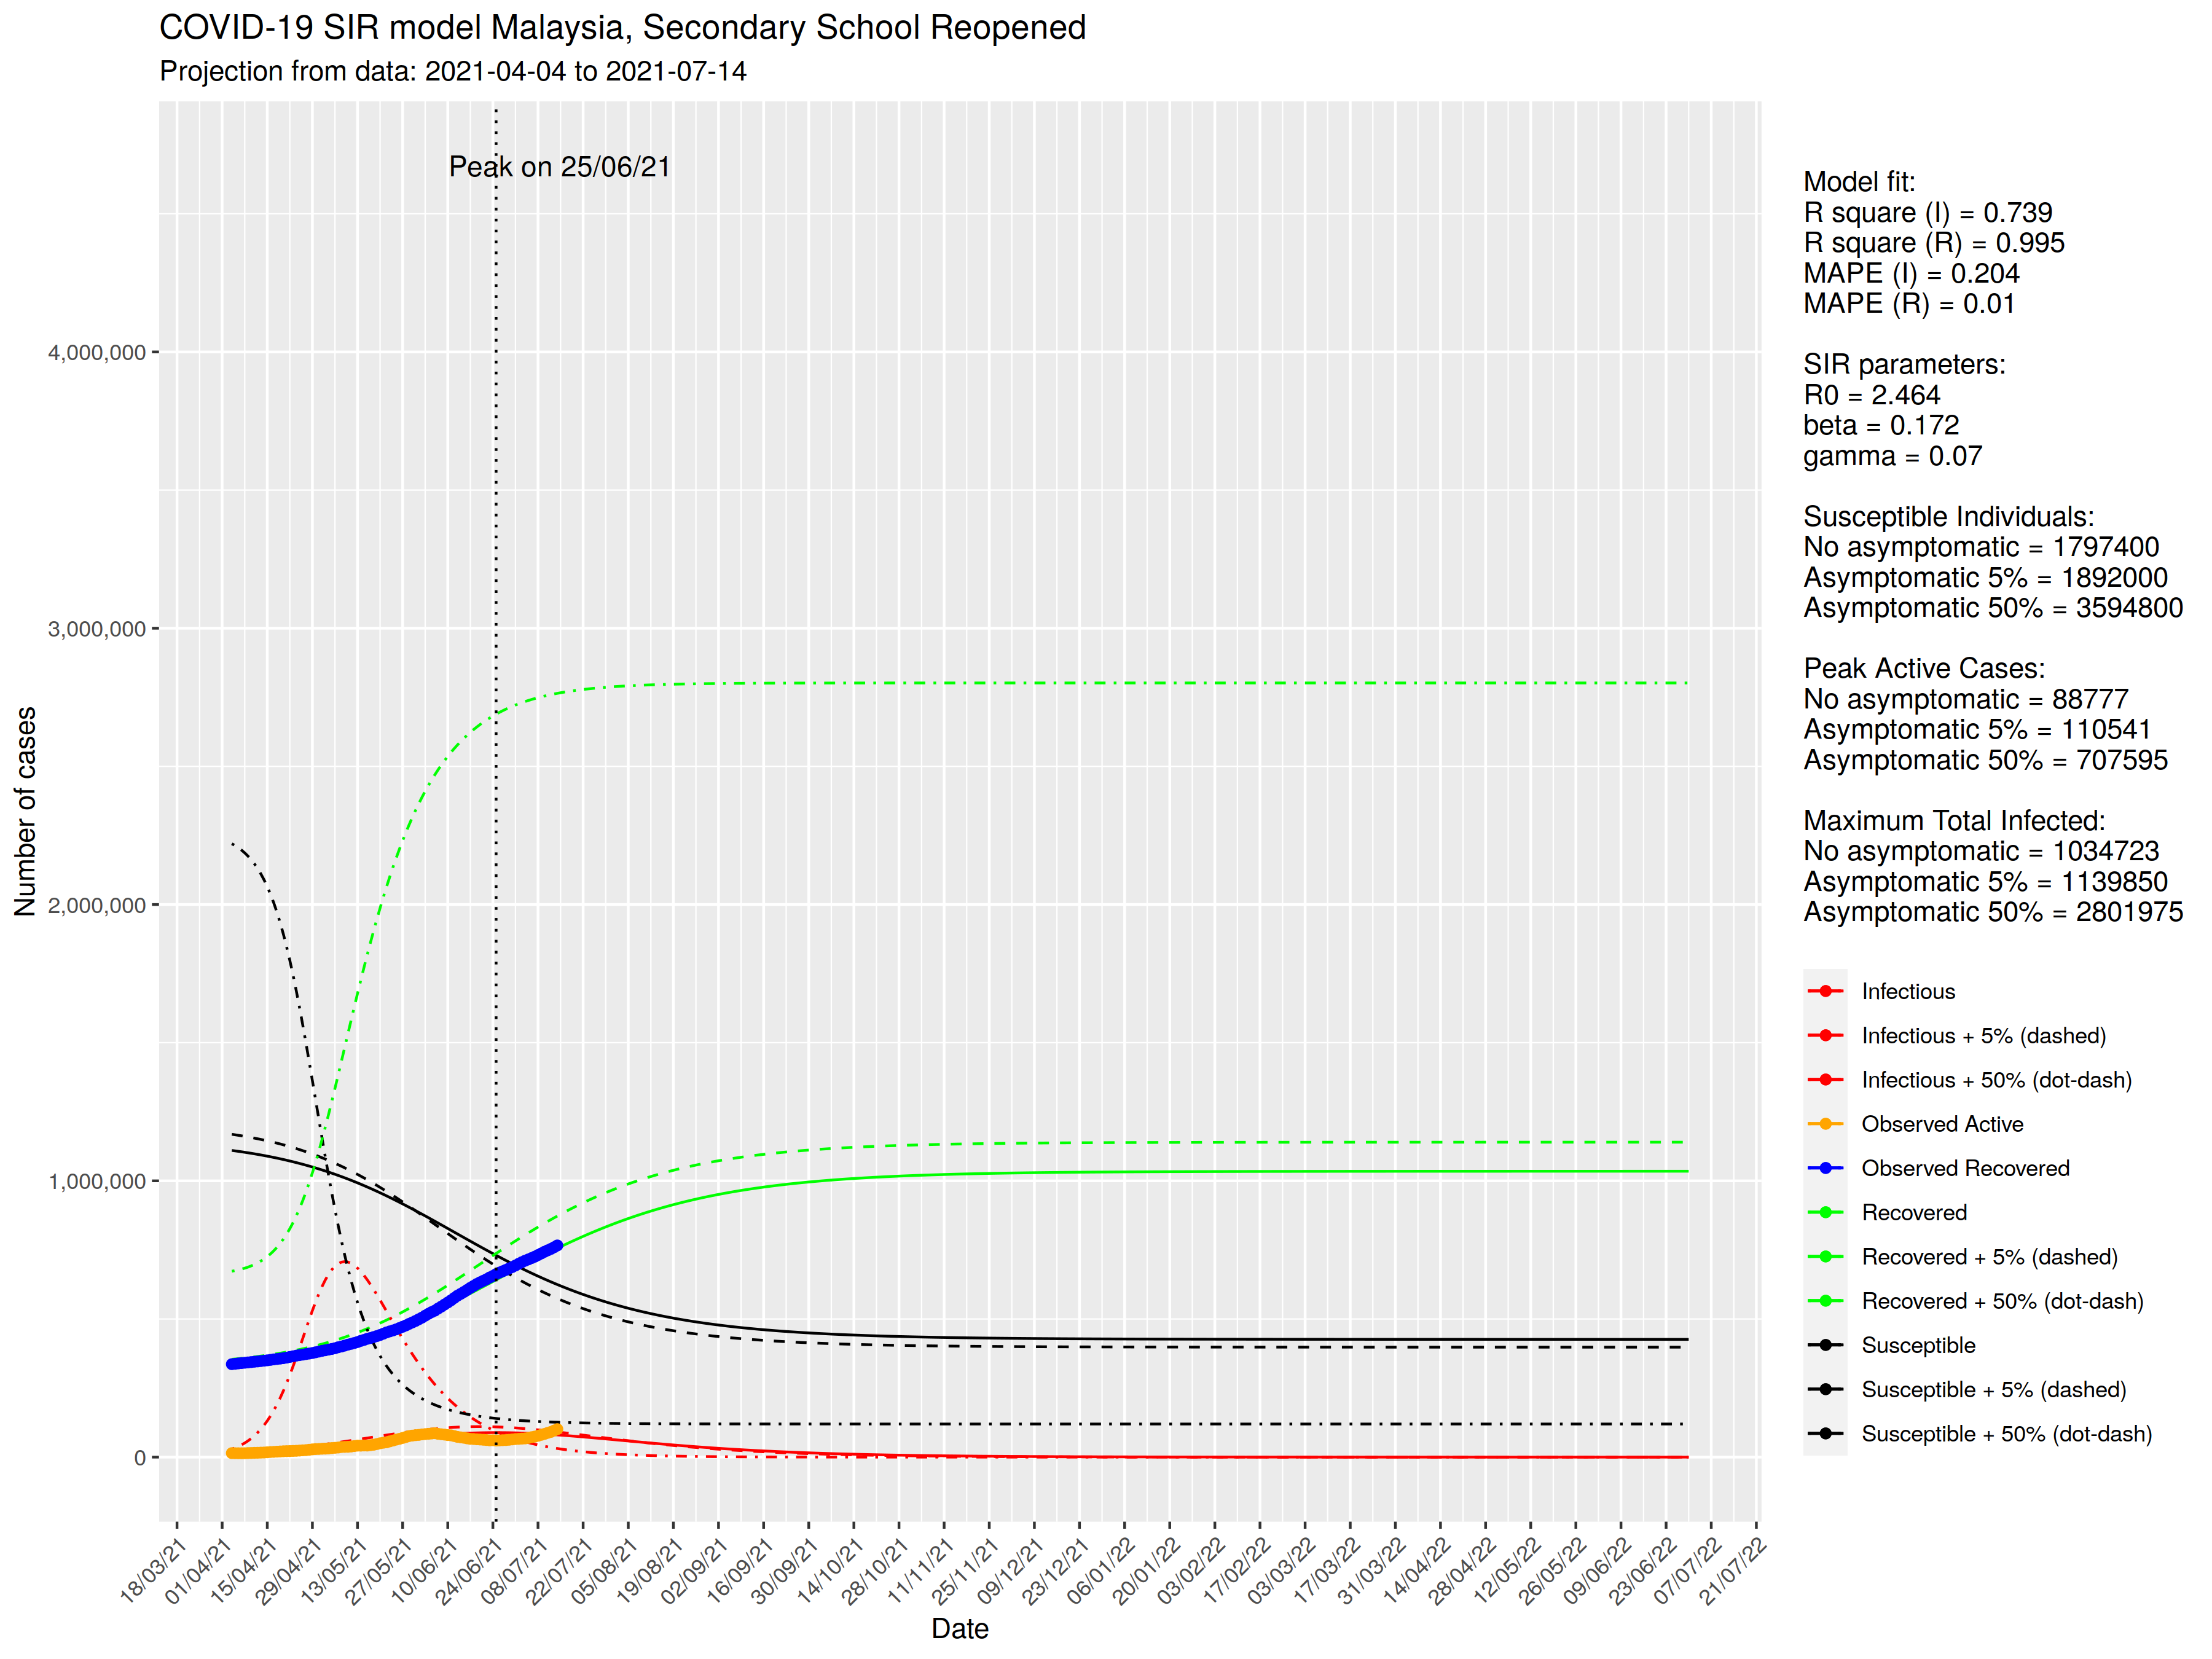 COVID-19 SIR model Malaysia, Secondary School Reopened
Projection from data: 2021-04-04 to 2021-07-14
Peak on 25/06/21
Number of cases
4,000,000
3,000,000
2,000,000
1,000,000
0
18/03/21
01/04/21
15/04/21
29/04/21
13/05/21
27/05/21
10/06/21
24/06/21
08/07/21
22/07/21
05/08/21
19/08/21
02/09/21
16/09/21
30/09/21
14/10/21
28/10/21
11/11/21
25/11/21
09/12/21
23/12/21
06/01/22
20/01/22
03/02/22
17/02/22
03/03/22
17/03/22
31/03/22
14/04/22
28/04/22
12/05/22
26/05/22
09/06/22
23/06/22
07/07/22
21/07/22
Date
Model fit:
R square (I) = 0.739
R square (R) = 0.995
MAPE (I) = 0.204
MAPE (R) = 0.01
SIR parameters:
R0 = 2.464
beta = 0.172
gamma = 0.07
Susceptible Individuals:
No asymptomatic = 1797400
Asymptomatic 5% = 1892000
Asymptomatic 50% = 3594800
Peak Active Cases:
No asymptomatic = 88777
Asymptomatic 5% = 110541
Asymptomatic 50% = 707595
Maximum Total Infected:
No asymptomatic = 1034723
Asymptomatic 5% = 1139850
Asymptomatic 50% = 2801975
Infectious
Infectious + 5% (dashed)
Infectious + 50% (dot-dash)
Observed Active
Observed Recovered
Recovered
Recovered + 5% (dashed)
Recovered + 50% (dot-dash)
Susceptible
Susceptible + 5% (dashed)
Susceptible + 50% (dot-dash)